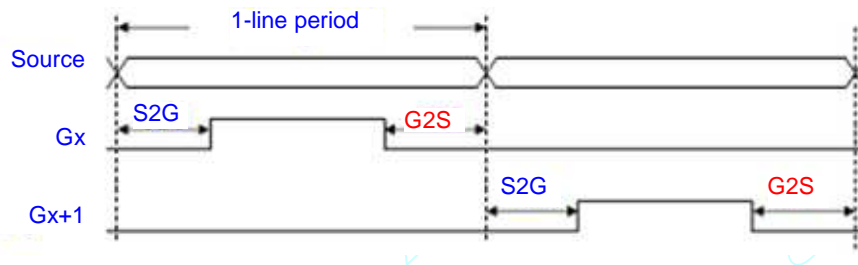 1-line period
Source
S2G
G2S
Gx
S2G
G2S
Gx+1